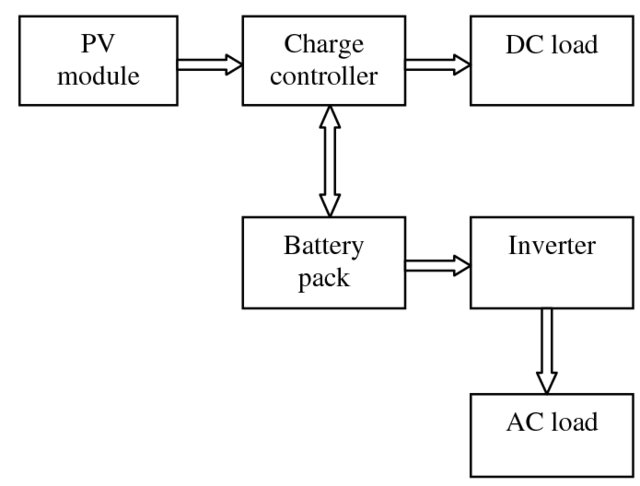 PV
module
Charge
controller
DC load
Battery
pack
Inverter
AC load